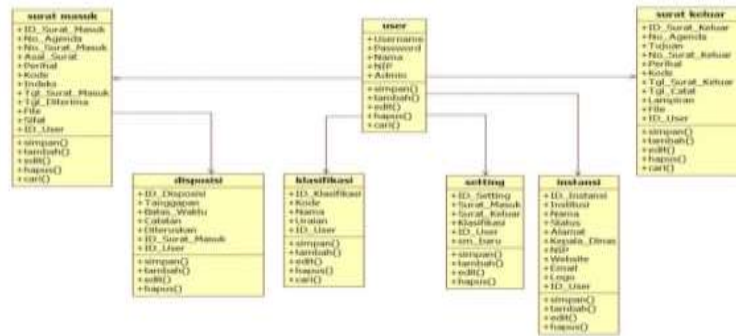 surat masuk
+ID_Surat_Masuk
+No_Agenda
+No_Surat_Masuk
+Asal_Surat
+Perihal
+Kode
+Indeks
+Tgl_Surat_Masuk
+Tgl_Diterima
+File
+Sifat
+ID_User
+simpan()
+tambah()
+edit()
+hapus()
+cari()
user
+Username
+Password
+Nama
+NIP
+Admin
+simpan()
+tambah()
+edit()
+hapus()
+cari()
surat keluar
+ID_Surat_Keluar
+No_Agenda
+Tujuan
+No_Surat_Keluar
+Perihal
+Kode
+Tgl_Surat_Keluar
+Tgl_Catat
+Lampiran
+File
+ID_User
+simpan()
+tambah()
+edit()
+hapus()
+cari()
disposisi
+ID_Disposisi
+Tanggapan
+Batas_Waktu
+Catatan
+Diteruskan
+ID_Surat_Masuk
+ID_User
+simpan()
+tambah()
+edit()
+hapus()
klasifikasi
+ID_Klasifikasi
+Kode
+Nama
+Uraian
+ID_User
+simpan()
+tambah()
+edit()
+hapus()
+cari()
setting
+ID_Setting
+Surat_Masuk
+Surat_Keluar
+Klasifikasi
+ID_User
+sm_baru
+simpan()
+tambah()
+edit()
+hapus()
instansi
+ID_Instansi
+Institusi
+Nama
+Status
+Alamat
+Kepala_Dinas
+NIP
+Website
+Email
+Logo
+ID_User
+simpan()
+tambah()
+edit()
+hapus()